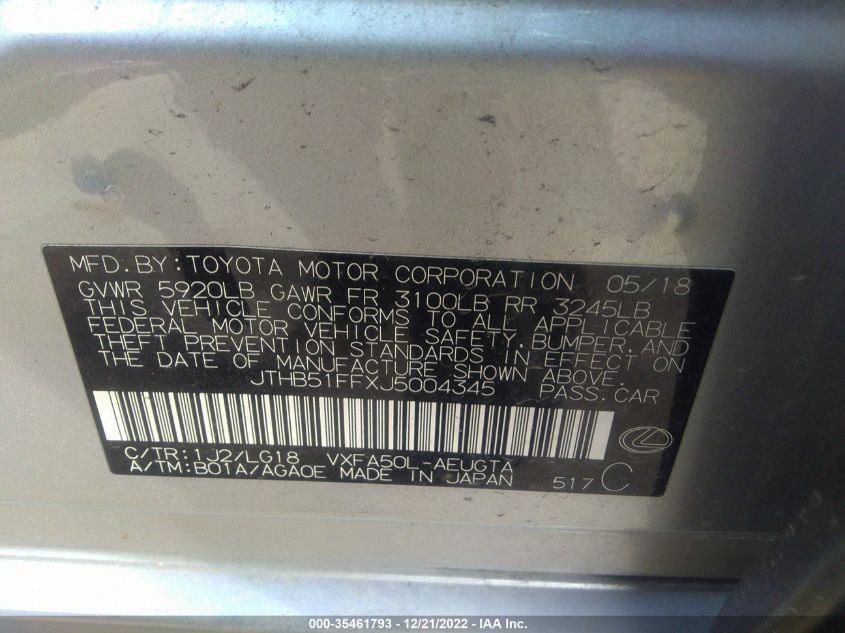 MFD. BY: TOYOTA MOTOR CORPORATION 05/18
GVWR 5920LB GAWR FR 3100LB RR 3245LB
THIS VEHICLE CONFORMS TO ALL APPLICABLE
FEDERAL MOTOR VEHICLE SAFETY, BUMPER, AND
THEFT PREVENTION STANDARDS IN EFFECT ON
THE DATE OF MANUFACTURE SHOWN ABOVE.
JTHB51FFXJ5004345 PASS. CAR
C/TR: 1J2/LG18 VXFA50L-AEUGTA
A/TM: B01A/AGA0E MADE IN JAPAN 517 C
000-35461793 - 12/21/2022 - IAA Inc.